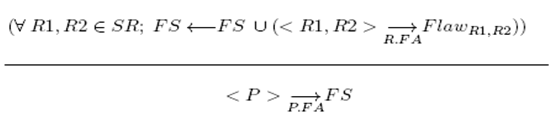 (∀ R1, R2 ∈ SR; FS ⟵ FS ∪ (< R1, R2 > ⟶_{R.FA} Flaw_{R1,R2}))
< P > ⟶_{P.FA} FS